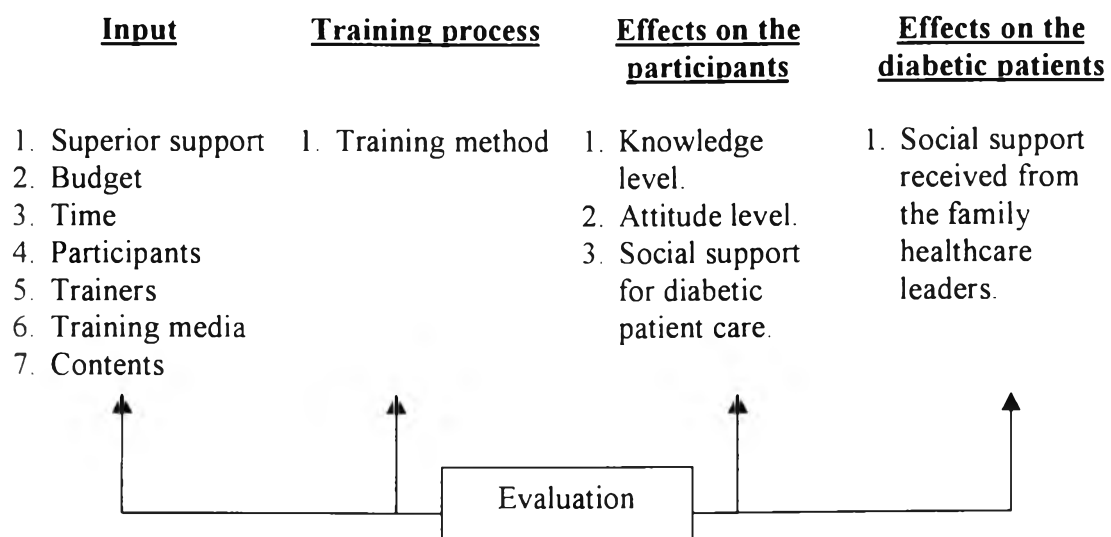 Input
1. Superior support
2. Budget
3. Time
4. Participants
5. Trainers
6. Training media
7. Contents
Training process
1. Training method
Effects on the
participants
1. Knowledge
level.
2. Attitude level.
3. Social support
for diabetic
patient care.
Effects on the
diabetic patients
1. Social support
received from
the family
healthcare
leaders.
Evaluation